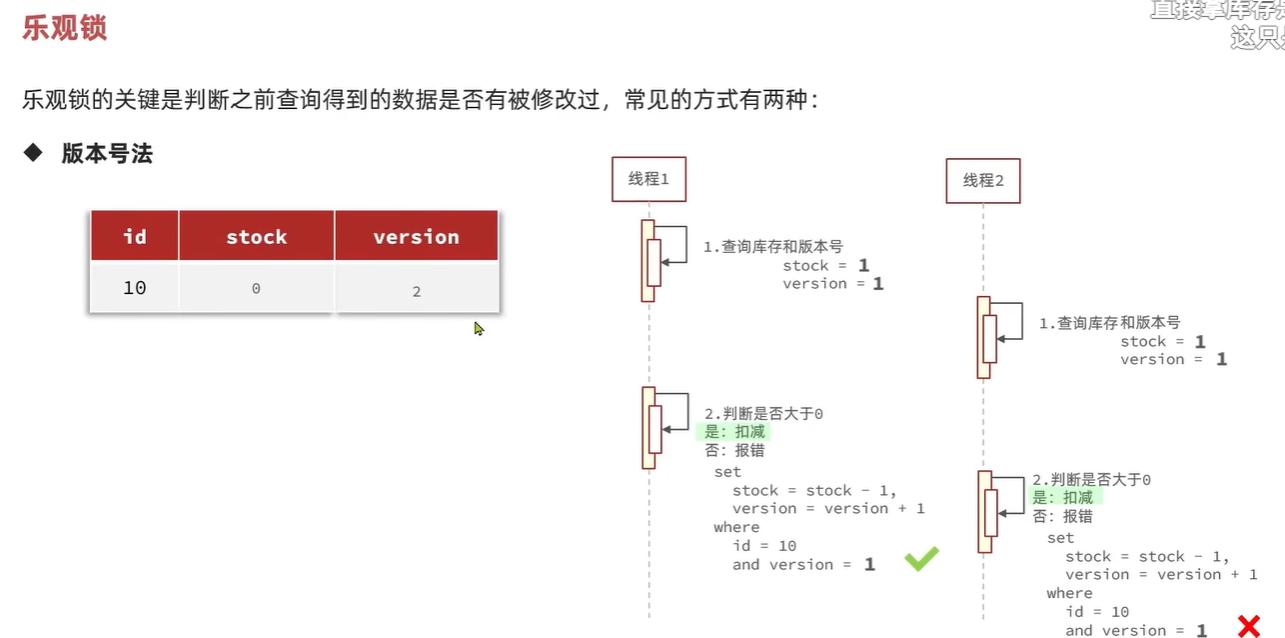 乐观锁
直接拿库存是
这只是
乐观锁的关键是判断之前查询得到的数据是否有被修改过，常见的方式有两种：
◆ 版本号法
id stock version
10 0 2
线程1
1.查询库存和版本号
stock = 1
version = 1
2.判断是否大于0
是：扣减
否：报错
set
stock = stock - 1,
version = version + 1
where
id = 10
and version = 1
线程2
1.查询库存和版本号
stock = 1
version = 1
2.判断是否大于0
是：扣减
否：报错
set
stock = stock - 1,
version = version + 1
where
id = 10
and version = 1